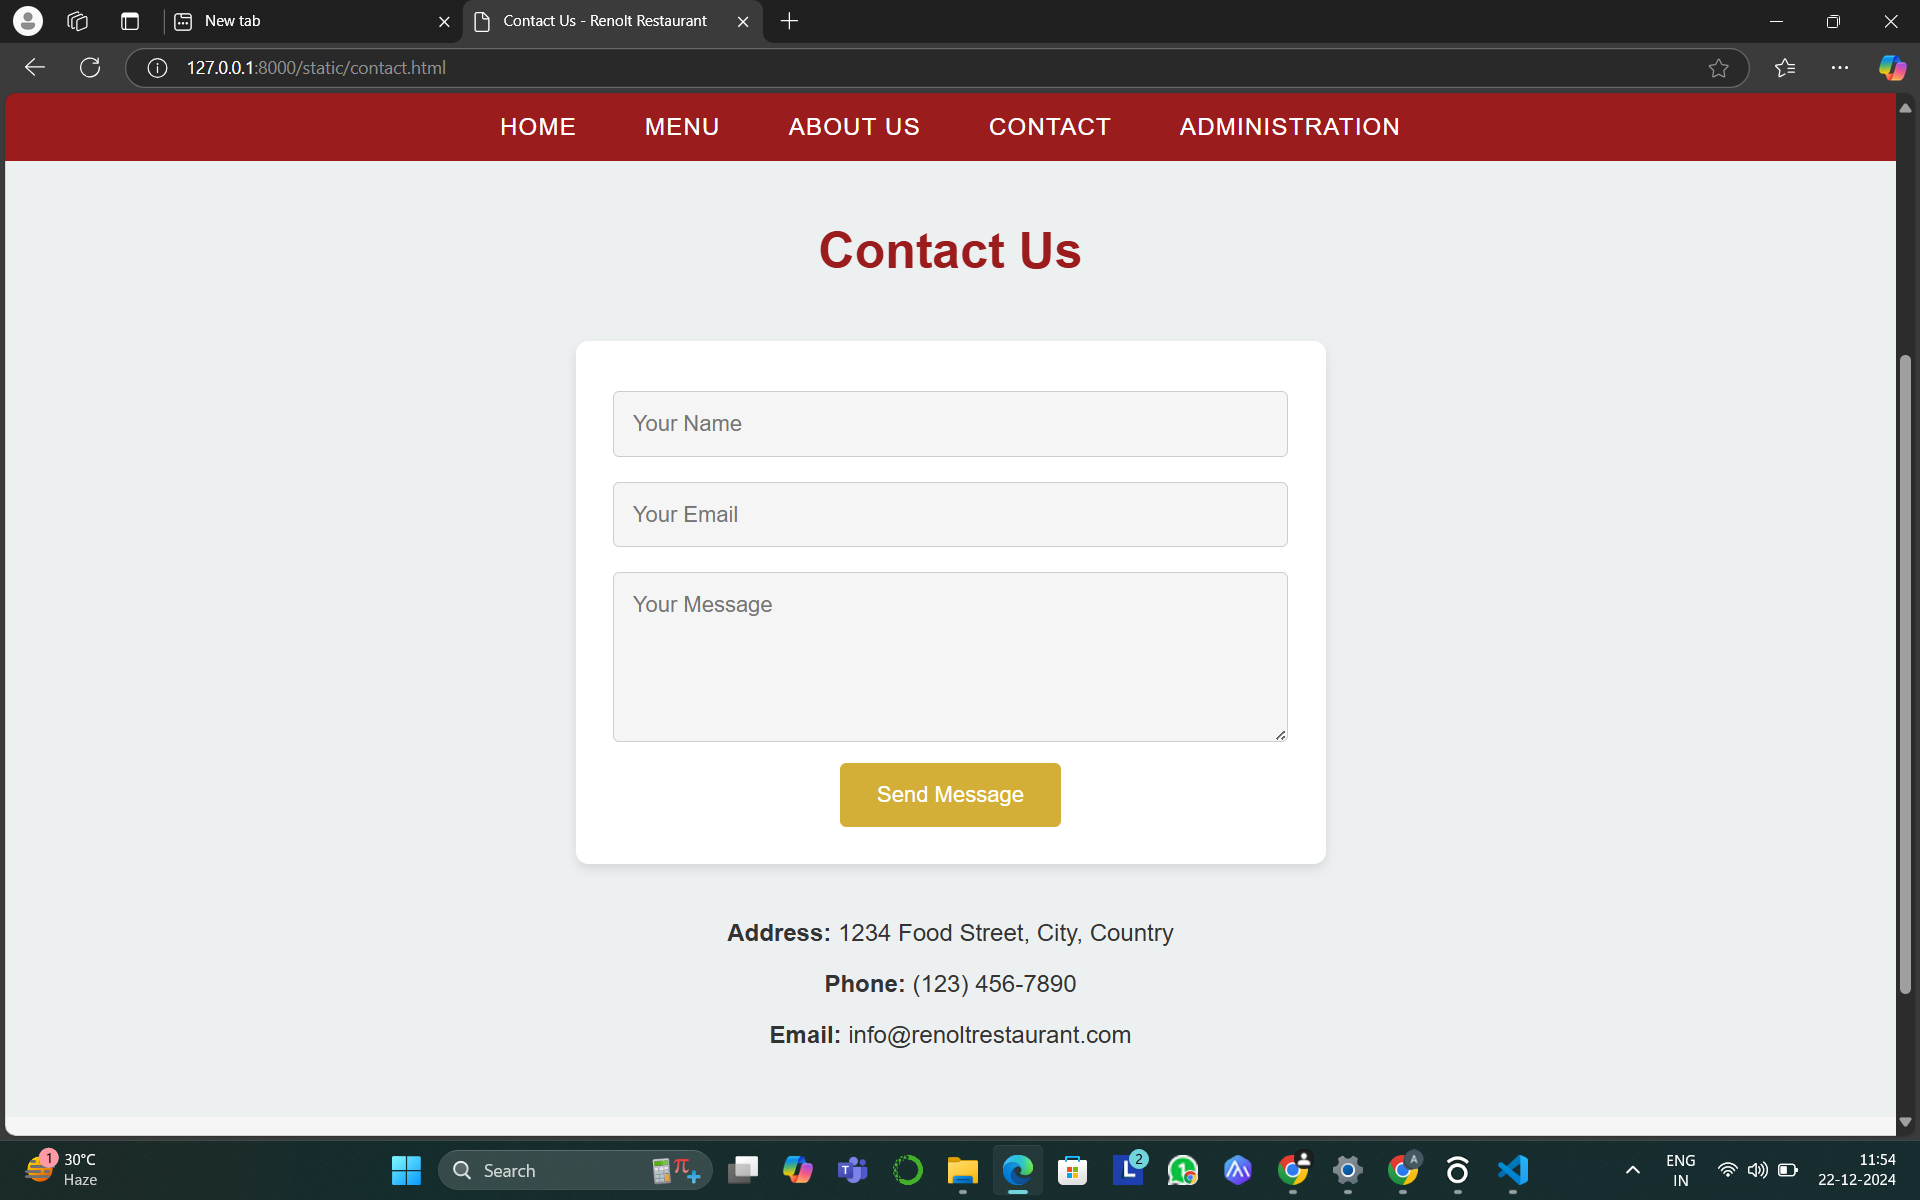 New tab
Contact Us - Renolt Restaurant
127.0.0.1:8000/static/contact.html
HOME MENU ABOUT US CONTACT ADMINISTRATION
Contact Us
Your Name
Your Email
Your Message
Send Message
Address: 1234 Food Street, City, Country
Phone: (123) 456-7890
Email: info@renoltrestaurant.com
1
30°C
Haze
Search
L
2
1
A
ENG
IN
11:54
22-12-2024